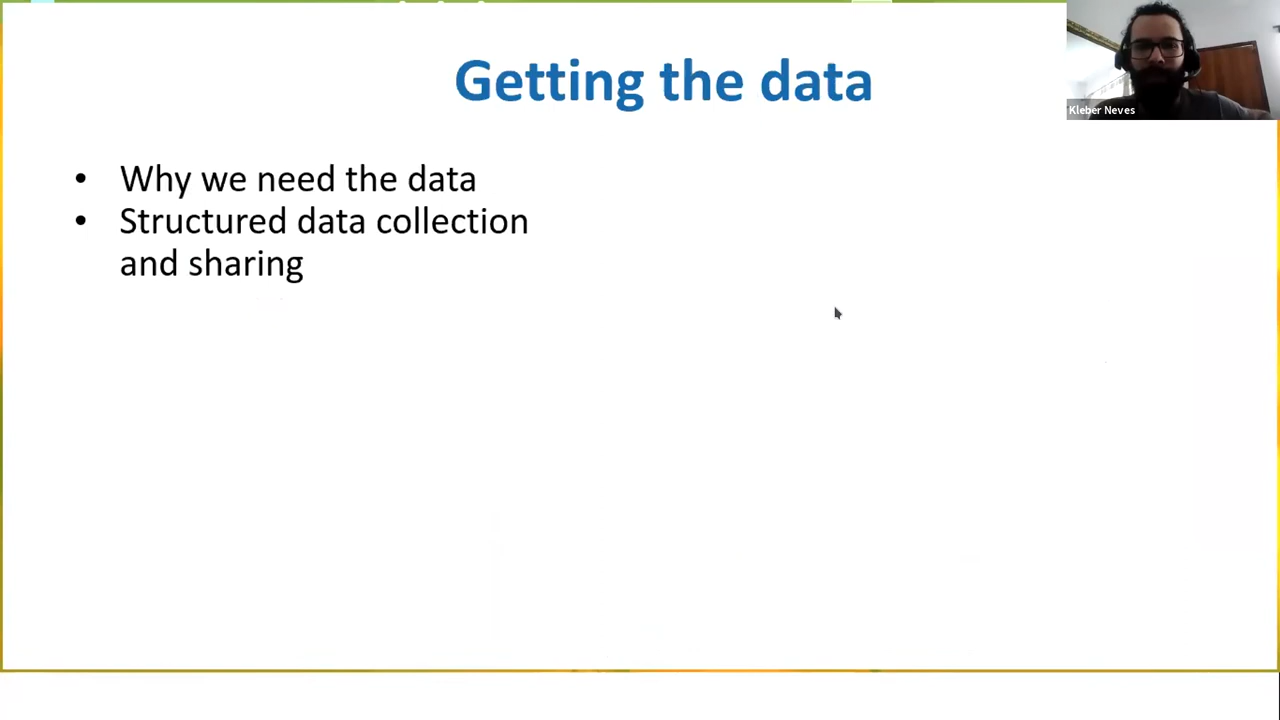 Getting the data
Kleber Neves
• Why we need the data
• Structured data collection
and sharing